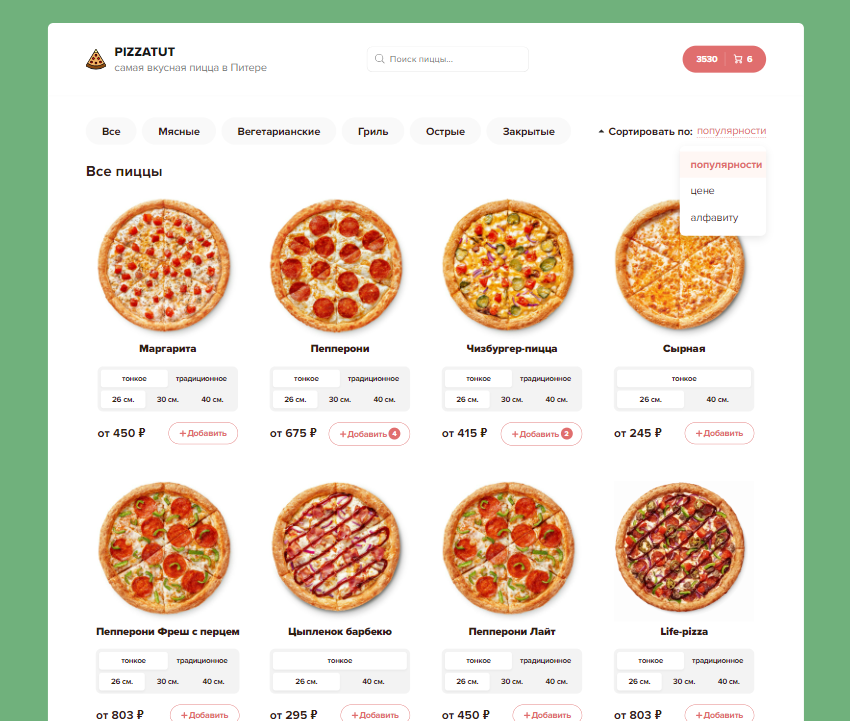 PIZZATUT
самая вкусная пицца в Питере
Поиск пиццы...
3530 6
Все Мясные Вегетарианские Гриль Острые Закрытые Сортировать по: популярности
популярности
цене
алфавиту
Все пиццы
Маргарита Пепперони Чизбургер-пицца Сырная
тонкое традиционное тонкое традиционное тонкое традиционное тонкое
26 см. 30 см. 40 см. 26 см. 30 см. 40 см. 26 см. 30 см. 40 см. 26 см. 40 см.
от 450 ₽ +Добавить от 675 ₽ +Добавить 4 от 415 ₽ +Добавить 2 от 245 ₽ +Добавить
Пепперони Фреш с перцем Цыпленок барбекю Пепперони Лайт Life-pizza
тонкое традиционное тонкое тонкое традиционное тонкое традиционное
26 см. 30 см. 40 см. 26 см. 40 см. 26 см. 30 см. 40 см. 26 см. 30 см. 40 см.
от 803 ₽ +Добавить от 295 ₽ +Добавить от 450 ₽ +Добавить от 803 ₽ +Добавить